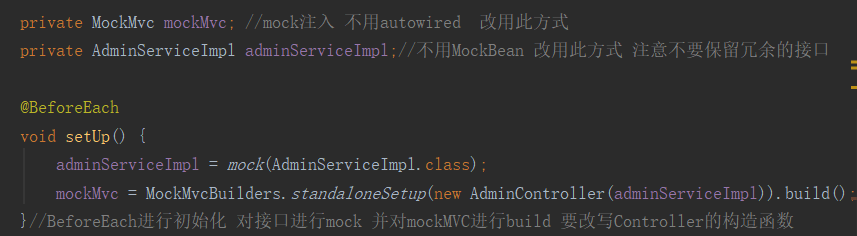 private MockMvc mockMvc; //mock注入 不用autowired  改用此方式
private AdminServiceImpl adminServiceImpl;//不用MockBean 改用此方式 注意不要保留冗余的接口
@BeforeEach
void setUp() {
adminServiceImpl = mock(AdminServiceImpl.class);
mockMvc = MockMvcBuilders.standaloneSetup(new AdminController(adminServiceImpl)).build();
}//BeforeEach进行初始化 对接口进行mock 并对mockMVC进行build 要改写Controller的构造函数